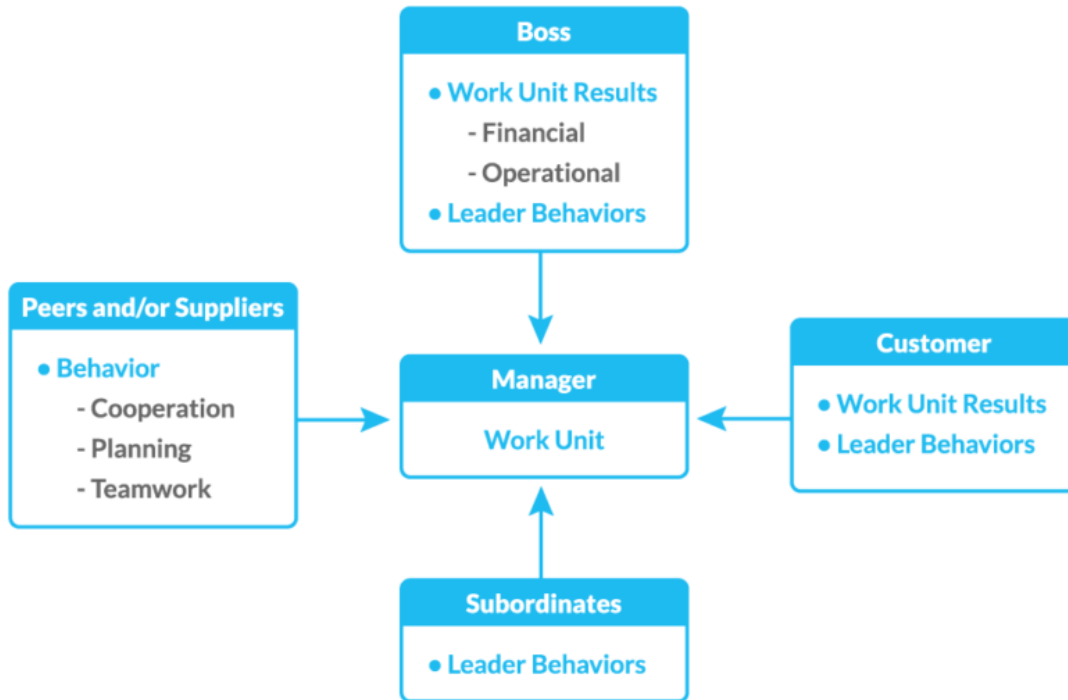 Boss
• Work Unit Results
- Financial
- Operational
• Leader Behaviors
Peers and/or Suppliers
• Behavior
- Cooperation
- Planning
- Teamwork
Manager
Work Unit
Customer
• Work Unit Results
• Leader Behaviors
Subordinates
• Leader Behaviors